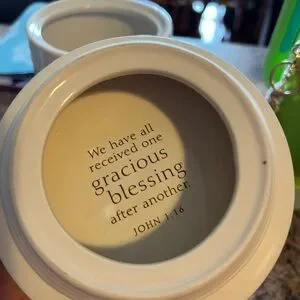 We have all
received one
gracious
blessing
after another.
JOHN 1:16